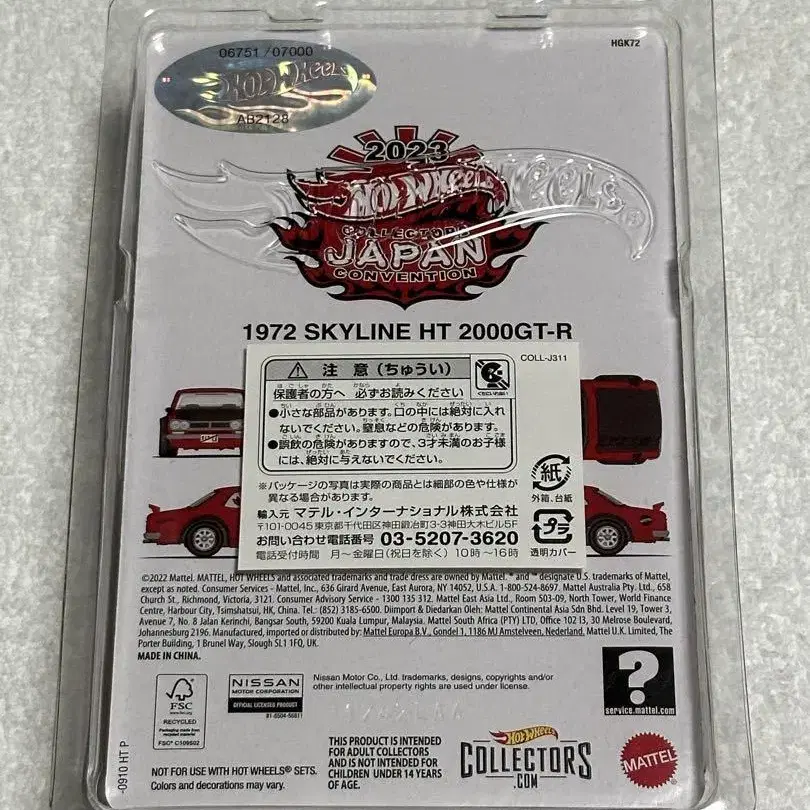 06751 / 07000
HGK72
HOT WHEELS
AB2128
2023
HOT WHEELS
COLLECTORS
JAPAN
CONVENTION
1972 SKYLINE HT 2000GT-R
COLL-J311
注 意 (ちゅうい)
保護者の方へ 必ずお読みください
●小さな部品があります。口の中には絶対に入れ
ないでください。窒息などの危険があります。
●誤飲の危険がありますので、3才未満のお子様
には、絶対に与えないでください。
※パッケージの写真は実際の商品とは細部の色や仕様が
異なる場合があります。
輸入元 マテル・インターナショナル株式会社
〒101-0045 東京都千代田区神田鍛冶町3-3-神田大木ビル5F
お問い合わせ電話番号 03-5207-3620
電話受付時間 月~金曜日(祝日を除く) 10時~16時
紙
外箱、台紙
プラ
透明カバー
©2022 Mattel. MATTEL, HOT WHEELS and associated trademarks and trade dress are owned by Mattel. ® and ™ designate U.S. trademarks of Mattel,
except as noted. Consumer Services - Mattel, Inc., 636 Girard Avenue, East Aurora, NY 14052, U.S.A. 1-800-524-8697. Mattel Australia Pty. Ltd., 658
Church St., Richmond, Victoria, 3121. Consumer Advisory Service - 1300 135 312. Mattel East Asia Ltd., Room 503-09, North Tower, World Finance
Centre, Harbour City, Tsimshatsui, HK, China. Tel.: (852) 3185-6500. Diimport & Diedarkan Oleh: Mattel Continental Asia Sdn Bhd. Level 19, Tower 3,
Avenue 7, No. 8 Jalan Kerinchi, Bangsar South, 59200 Kuala Lumpur, Malaysia. Mattel South Africa (PTY) LTD, Office 102 I3, 30 Melrose Boulevard,
Johannesburg 2196. Manufactured, imported or distributed by: Mattel Europa B.V., Gondel 1, 1186 MJ Amstelveen, Nederland. Mattel U.K. Limited, The
Porter Building, 1 Brunel Way, Slough SL1 1FQ, UK.
MADE IN CHINA.
FSC
www.fsc.org
RECYCLED
Packaging made from
recycled material
FSC® C109502
NISSAN
MOTOR CORPORATION
OFFICIAL LICENSED PRODUCT
Nissan Motor Co., Ltd. trademarks, designs, copyrights and/or
other intellectual property rights are used under license.
?
service.mattel.com
-0910 HT P
NOT FOR USE WITH HOT WHEELS® SETS.
Colors and decorations may vary.
THIS PRODUCT IS INTENDED
FOR ADULT COLLECTORS
AND IS NOT INTENDED FOR
CHILDREN UNDER 14 YEARS
OF AGE.
HOT WHEELS
COLLECTORS
.COM
MATTEL